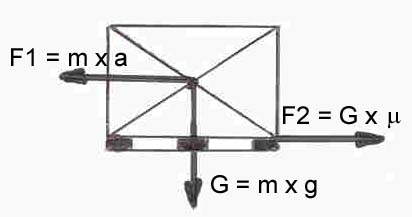 F1 = m x a
F2 = G x μ
G = m x g